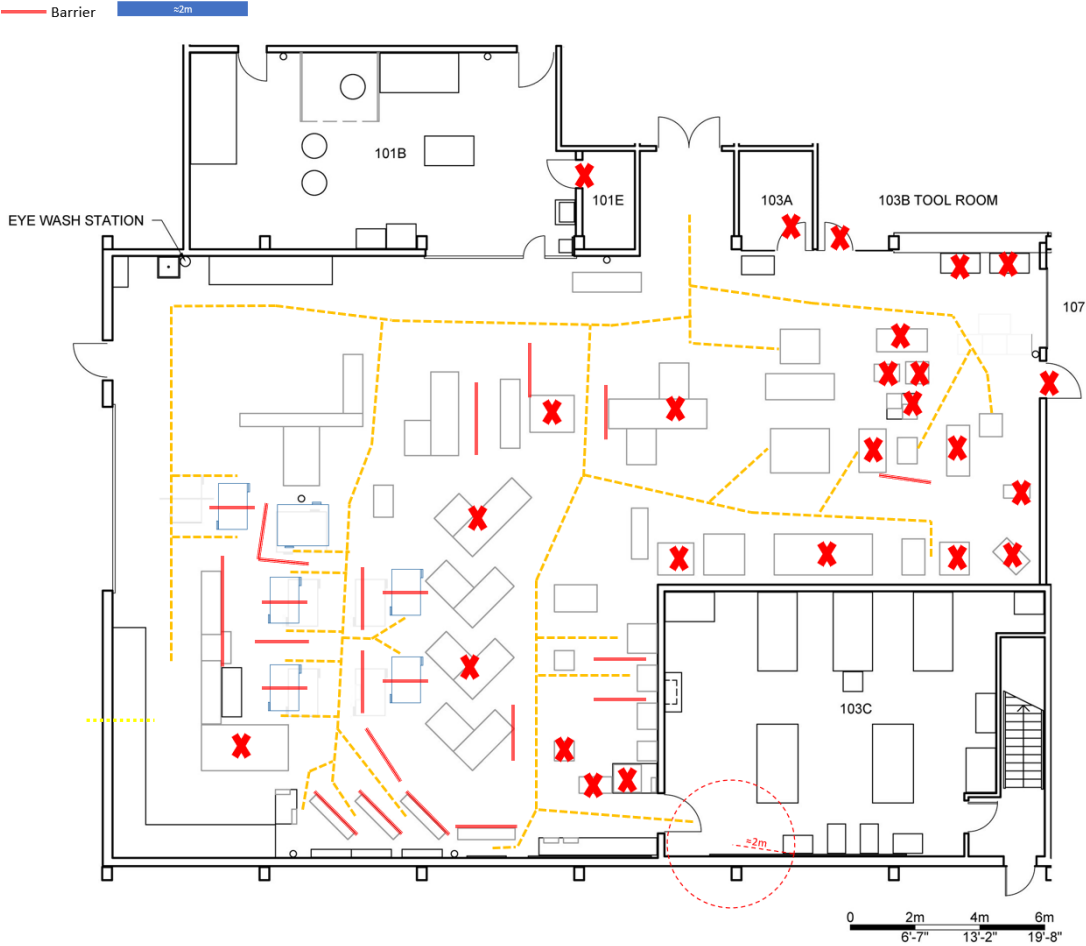 Barrier
≈2m
101B
101E
103A
103B TOOL ROOM
EYE WASH STATION
107
103C
≈2m
0 2m 4m 6m
6'-7" 13'-2" 19'-8"